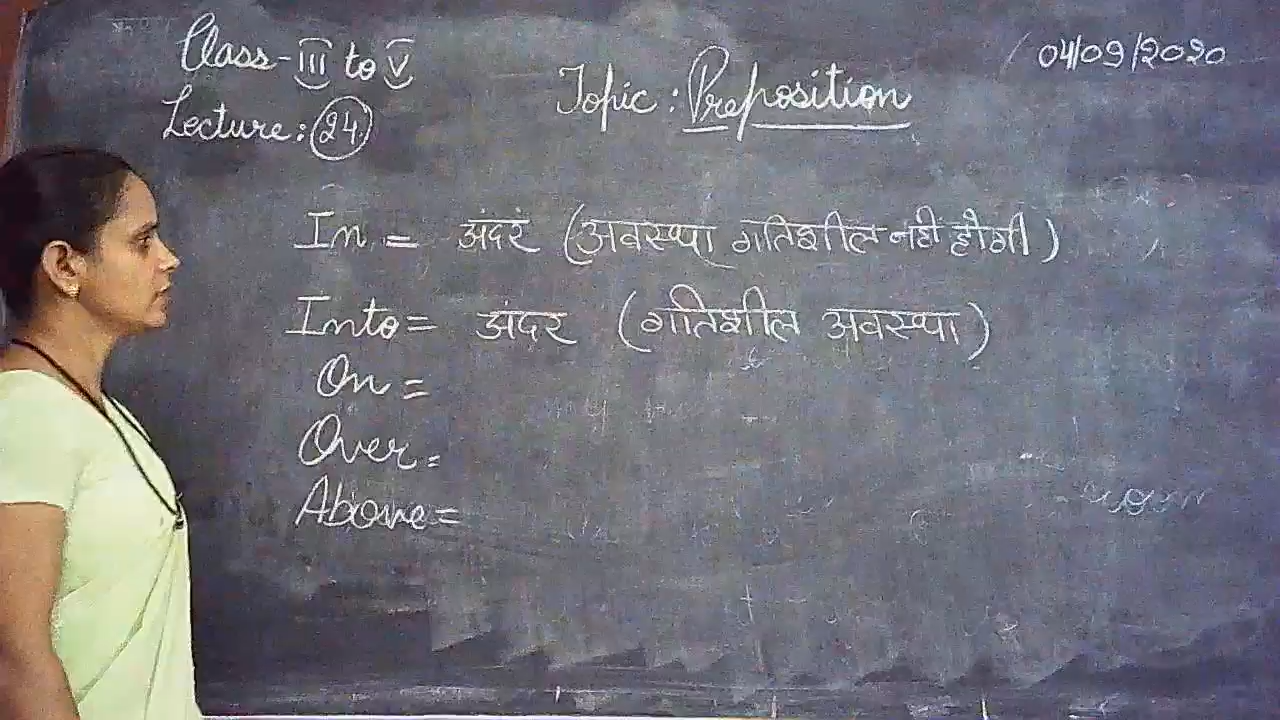 Class-III to V
Lecture: 24
Topic: Preposition
04/09/2020
In = अंदरं (अवस्था गतिशील नही होगी)
Into = अंदर (गतिशील अवस्था)
On =
Over =
Above =